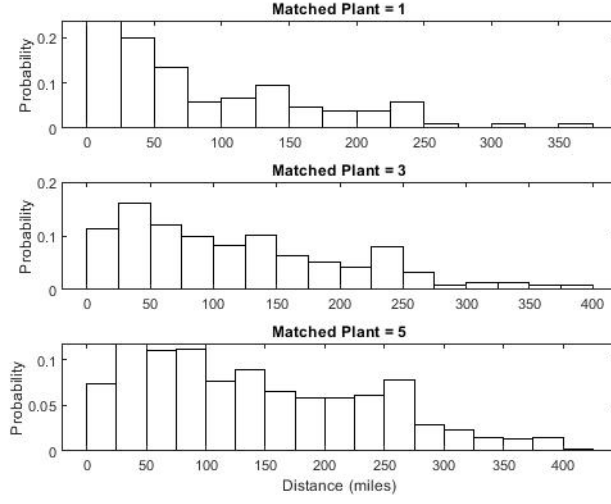 Matched Plant = 1
0.2
0.1
0
Probability
0 50 100 150 200 250 300 350
Matched Plant = 3
0.2
0.1
0
Probability
0 50 100 150 200 250 300 350 400
Matched Plant = 5
0.1
0.05
0
Probability
0 50 100 150 200 250 300 350 400
Distance (miles)